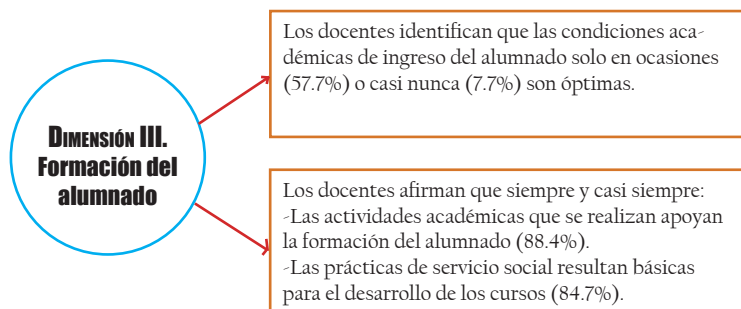 DIMENSIÓN III.
Formación del
alumnado
Los docentes identifican que las condiciones aca-
démicas de ingreso del alumnado solo en ocasiones
(57.7%) o casi nunca (7.7%) son óptimas.
Los docentes afirman que siempre y casi siempre:
-Las actividades académicas que se realizan apoyan
la formación del alumnado (88.4%).
-Las prácticas de servicio social resultan básicas
para el desarrollo de los cursos (84.7%).